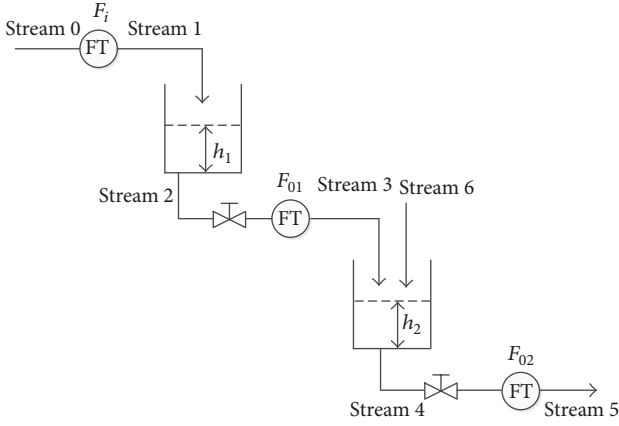 F_i
Stream 0
Stream 1
FT
h_1
Stream 2
F_01
Stream 3
Stream 6
FT
h_2
F_02
FT
Stream 4
Stream 5